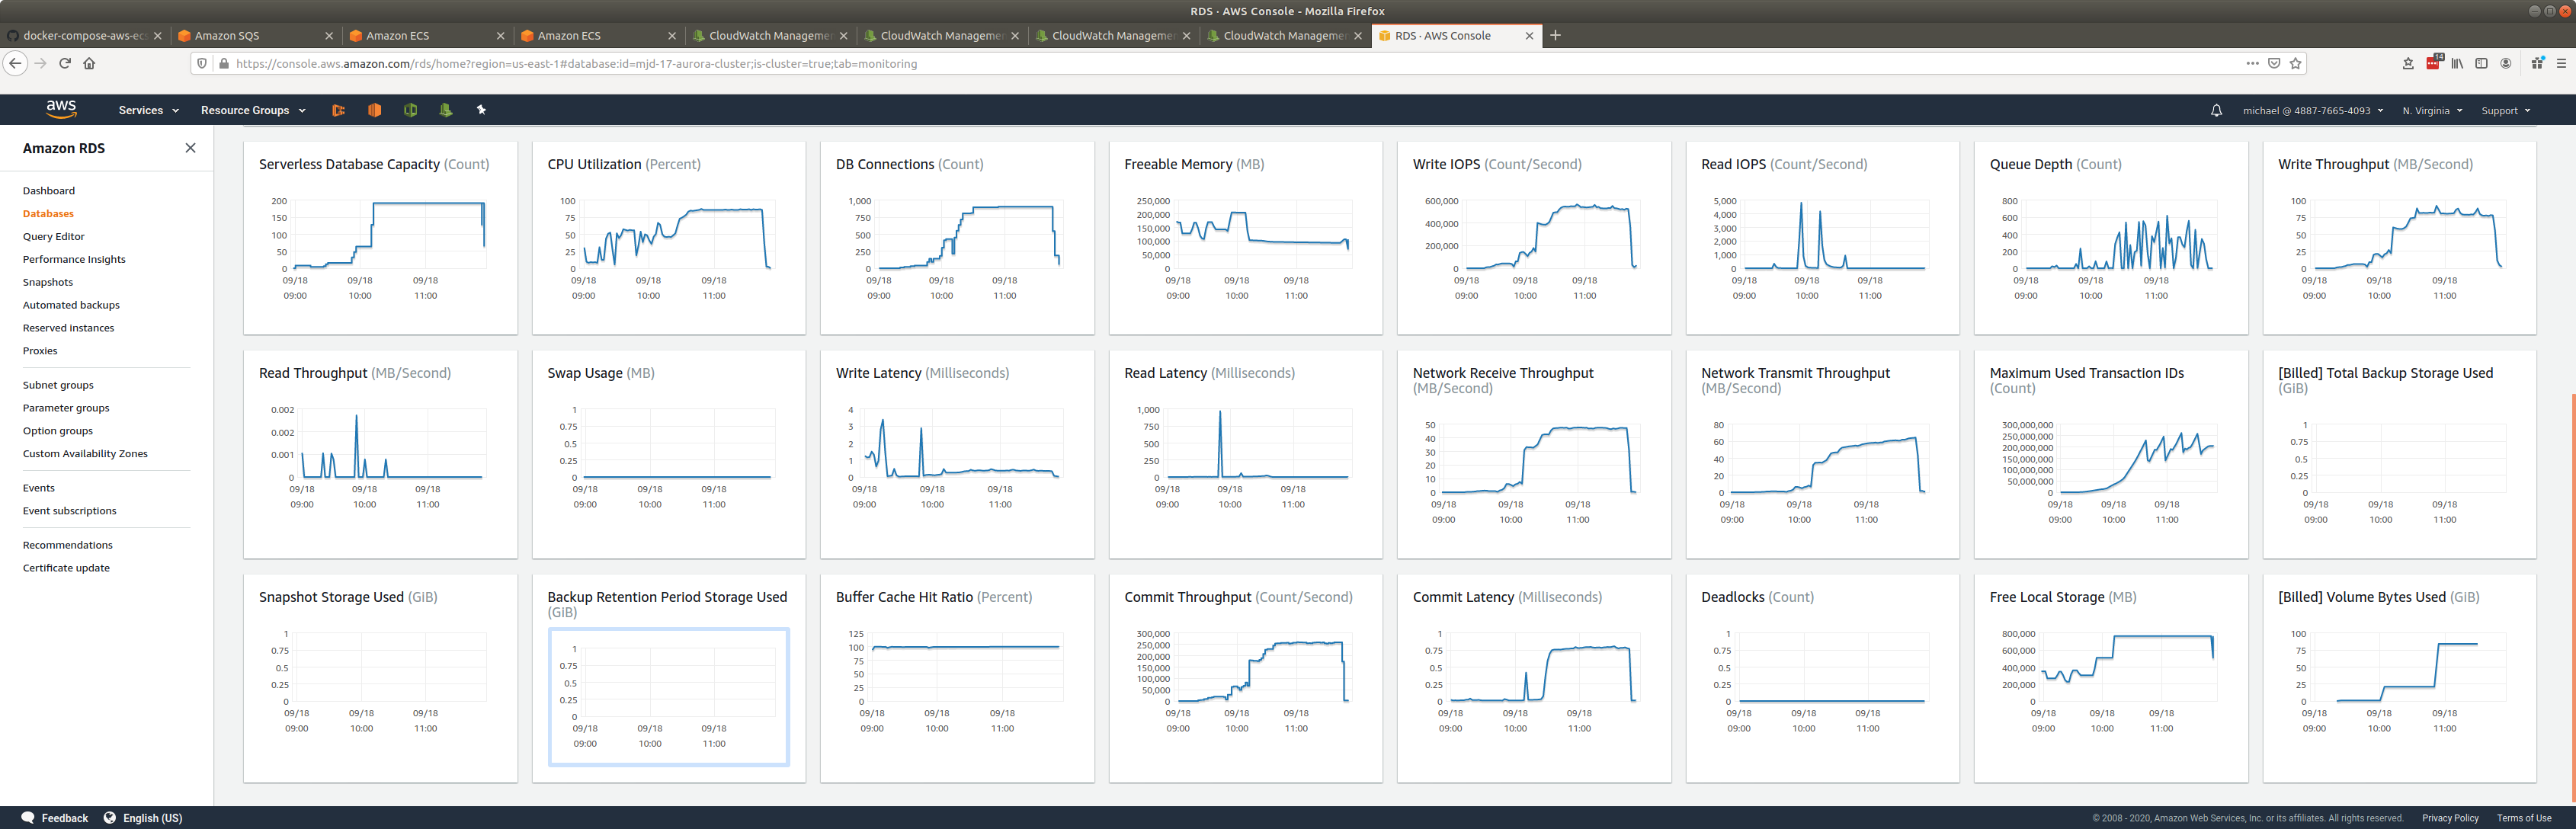 RDS · AWS Console - Mozilla Firefox
docker-compose-aws-ecs
Amazon SQS
Amazon ECS
Amazon ECS
CloudWatch Managemen
CloudWatch Managemen
CloudWatch Managemen
CloudWatch Managemen
RDS · AWS Console
https://console.aws.amazon.com/rds/home?region=us-east-1#database:id=mjd-17-aurora-cluster;is-cluster=true;tab=monitoring
14
aws
Services
Resource Groups
michael @ 4887-7665-4093
N. Virginia
Support
Amazon RDS
Dashboard
Databases
Query Editor
Performance Insights
Snapshots
Automated backups
Reserved instances
Proxies
Subnet groups
Parameter groups
Option groups
Custom Availability Zones
Events
Event subscriptions
Recommendations
Certificate update
Serverless Database Capacity (Count)
200
150
100
50
0
09/18 09/18 09/18
09:00 10:00 11:00
CPU Utilization (Percent)
100
75
50
25
0
09/18 09/18 09/18
09:00 10:00 11:00
DB Connections (Count)
1,000
750
500
250
0
09/18 09/18 09/18
09:00 10:00 11:00
Freeable Memory (MB)
250,000
200,000
150,000
100,000
50,000
0
09/18 09/18 09/18
09:00 10:00 11:00
Write IOPS (Count/Second)
600,000
400,000
200,000
0
09/18 09/18 09/18
09:00 10:00 11:00
Read IOPS (Count/Second)
5,000
4,000
3,000
2,000
1,000
0
09/18 09/18 09/18
09:00 10:00 11:00
Queue Depth (Count)
800
600
400
200
0
09/18 09/18 09/18
09:00 10:00 11:00
Write Throughput (MB/Second)
100
75
50
25
0
09/18 09/18 09/18
09:00 10:00 11:00
Read Throughput (MB/Second)
0.002
0.002
0.001
0
09/18 09/18 09/18
09:00 10:00 11:00
Swap Usage (MB)
1
0.75
0.5
0.25
0
09/18 09/18 09/18
09:00 10:00 11:00
Write Latency (Milliseconds)
4
3
2
1
0
09/18 09/18 09/18
09:00 10:00 11:00
Read Latency (Milliseconds)
1,000
750
500
250
0
09/18 09/18 09/18
09:00 10:00 11:00
Network Receive Throughput
(MB/Second)
50
40
30
20
10
0
09/18 09/18 09/18
09:00 10:00 11:00
Network Transmit Throughput
(MB/Second)
80
60
40
20
0
09/18 09/18 09/18
09:00 10:00 11:00
Maximum Used Transaction IDs
(Count)
300,000,000
250,000,000
200,000,000
150,000,000
100,000,000
50,000,000
0
09/18 09/18 09/18
09:00 10:00 11:00
[Billed] Total Backup Storage Used
(GiB)
1
0.75
0.5
0.25
0
09/18 09/18 09/18
09:00 10:00 11:00
Snapshot Storage Used (GiB)
1
0.75
0.5
0.25
0
09/18 09/18 09/18
09:00 10:00 11:00
Backup Retention Period Storage Used
(GiB)
1
0.75
0.5
0.25
0
09/18 09/18 09/18
09:00 10:00 11:00
Buffer Cache Hit Ratio (Percent)
125
100
75
50
25
0
09/18 09/18 09/18
09:00 10:00 11:00
Commit Throughput (Count/Second)
300,000
250,000
200,000
150,000
100,000
50,000
0
09/18 09/18 09/18
09:00 10:00 11:00
Commit Latency (Milliseconds)
1
0.75
0.5
0.25
0
09/18 09/18 09/18
09:00 10:00 11:00
Deadlocks (Count)
1
0.75
0.5
0.25
0
09/18 09/18 09/18
09:00 10:00 11:00
Free Local Storage (MB)
800,000
600,000
400,000
200,000
0
09/18 09/18 09/18
09:00 10:00 11:00
[Billed] Volume Bytes Used (GiB)
100
75
50
25
0
09/18 09/18 09/18
09:00 10:00 11:00
Feedback
English (US)
© 2008 - 2020, Amazon Web Services, Inc. or its affiliates. All rights reserved.
Privacy Policy
Terms of Use